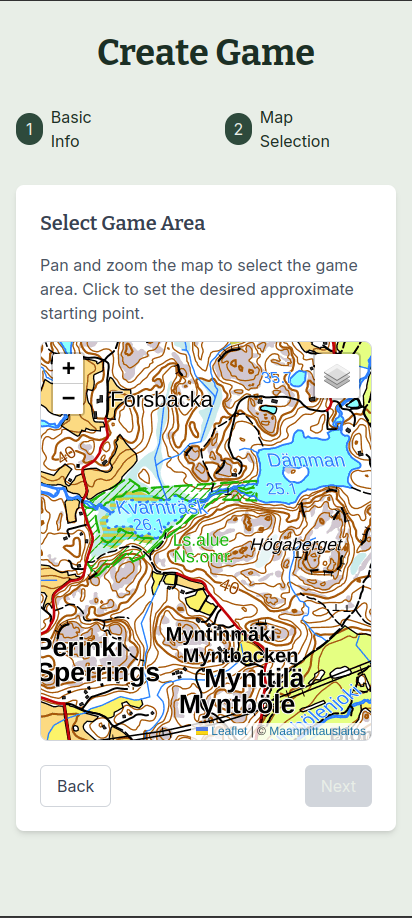 Create Game
1
Basic
Info
2
Map
Selection
Select Game Area
Pan and zoom the map to select the game
area. Click to set the desired approximate
starting point.
+
−
35.7
Forsbacka
40
Dämman
25.1
Kvarnträsk
26.1
Ls.alue
Ns.omr.
Högaberget
40
Myntinmäki
Myntbacken
Perinki
Sperrings
Mynttilä
Myntböle
Leaflet | © Maanmittauslaitos
Back
Next